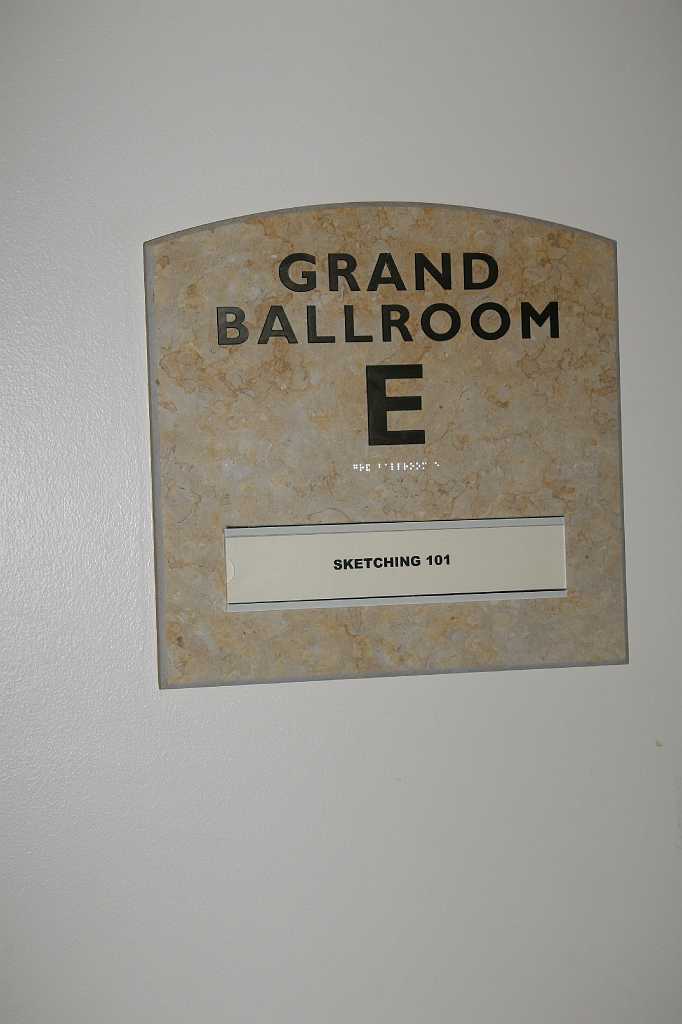 GRAND
BALLROOM
E
SKETCHING 101